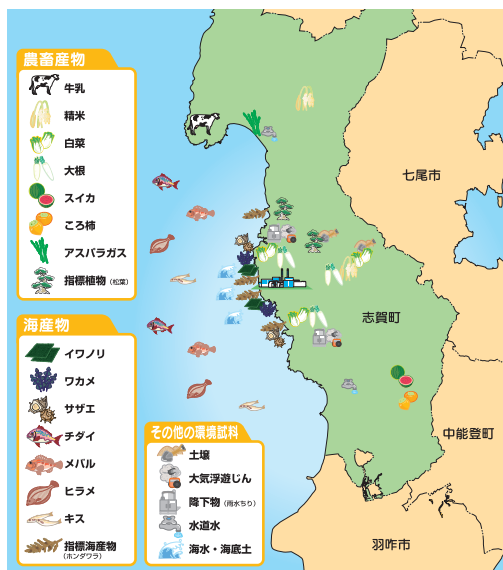 農畜産物
牛乳
精米
白菜
大根
スイカ
ころ柿
アスパラガス
指標植物(松葉)
海産物
イワノリ
ワカメ
サザエ
チダイ
メバル
ヒラメ
キス
指標海産物
(ホンダワラ)
その他の環境試料
土壌
大気浮遊じん
降下物(雨水ちり)
水道水
海水・海底土
七尾市
志賀町
中能登町
羽咋市